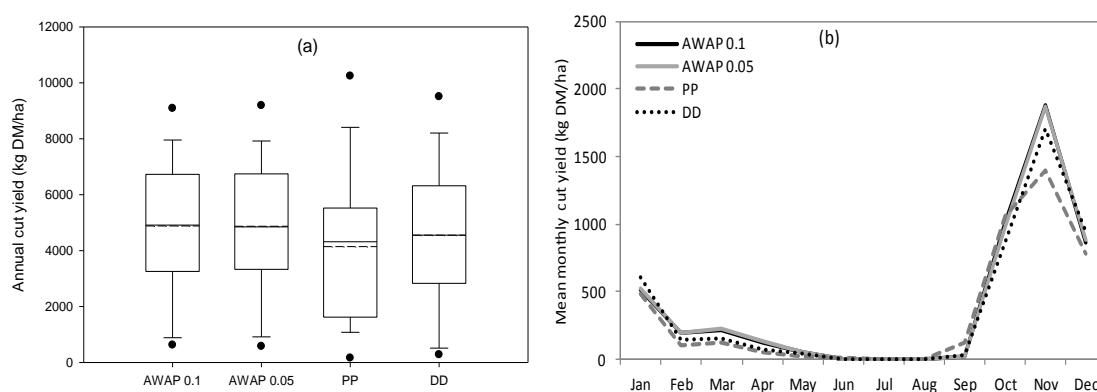 (a)
Annual cut yield (kg DM/ha)
12000
10000
8000
6000
4000
2000
0
AWAP 0.1 AWAP 0.05 PP DD
(b)
Mean monthly cut yield (kg DM/ha)
2500
2000
1500
1000
500
0
AWAP 0.1
AWAP 0.05
PP
DD
Jan Feb Mar Apr May Jun Jul Aug Sep Oct Nov Dec